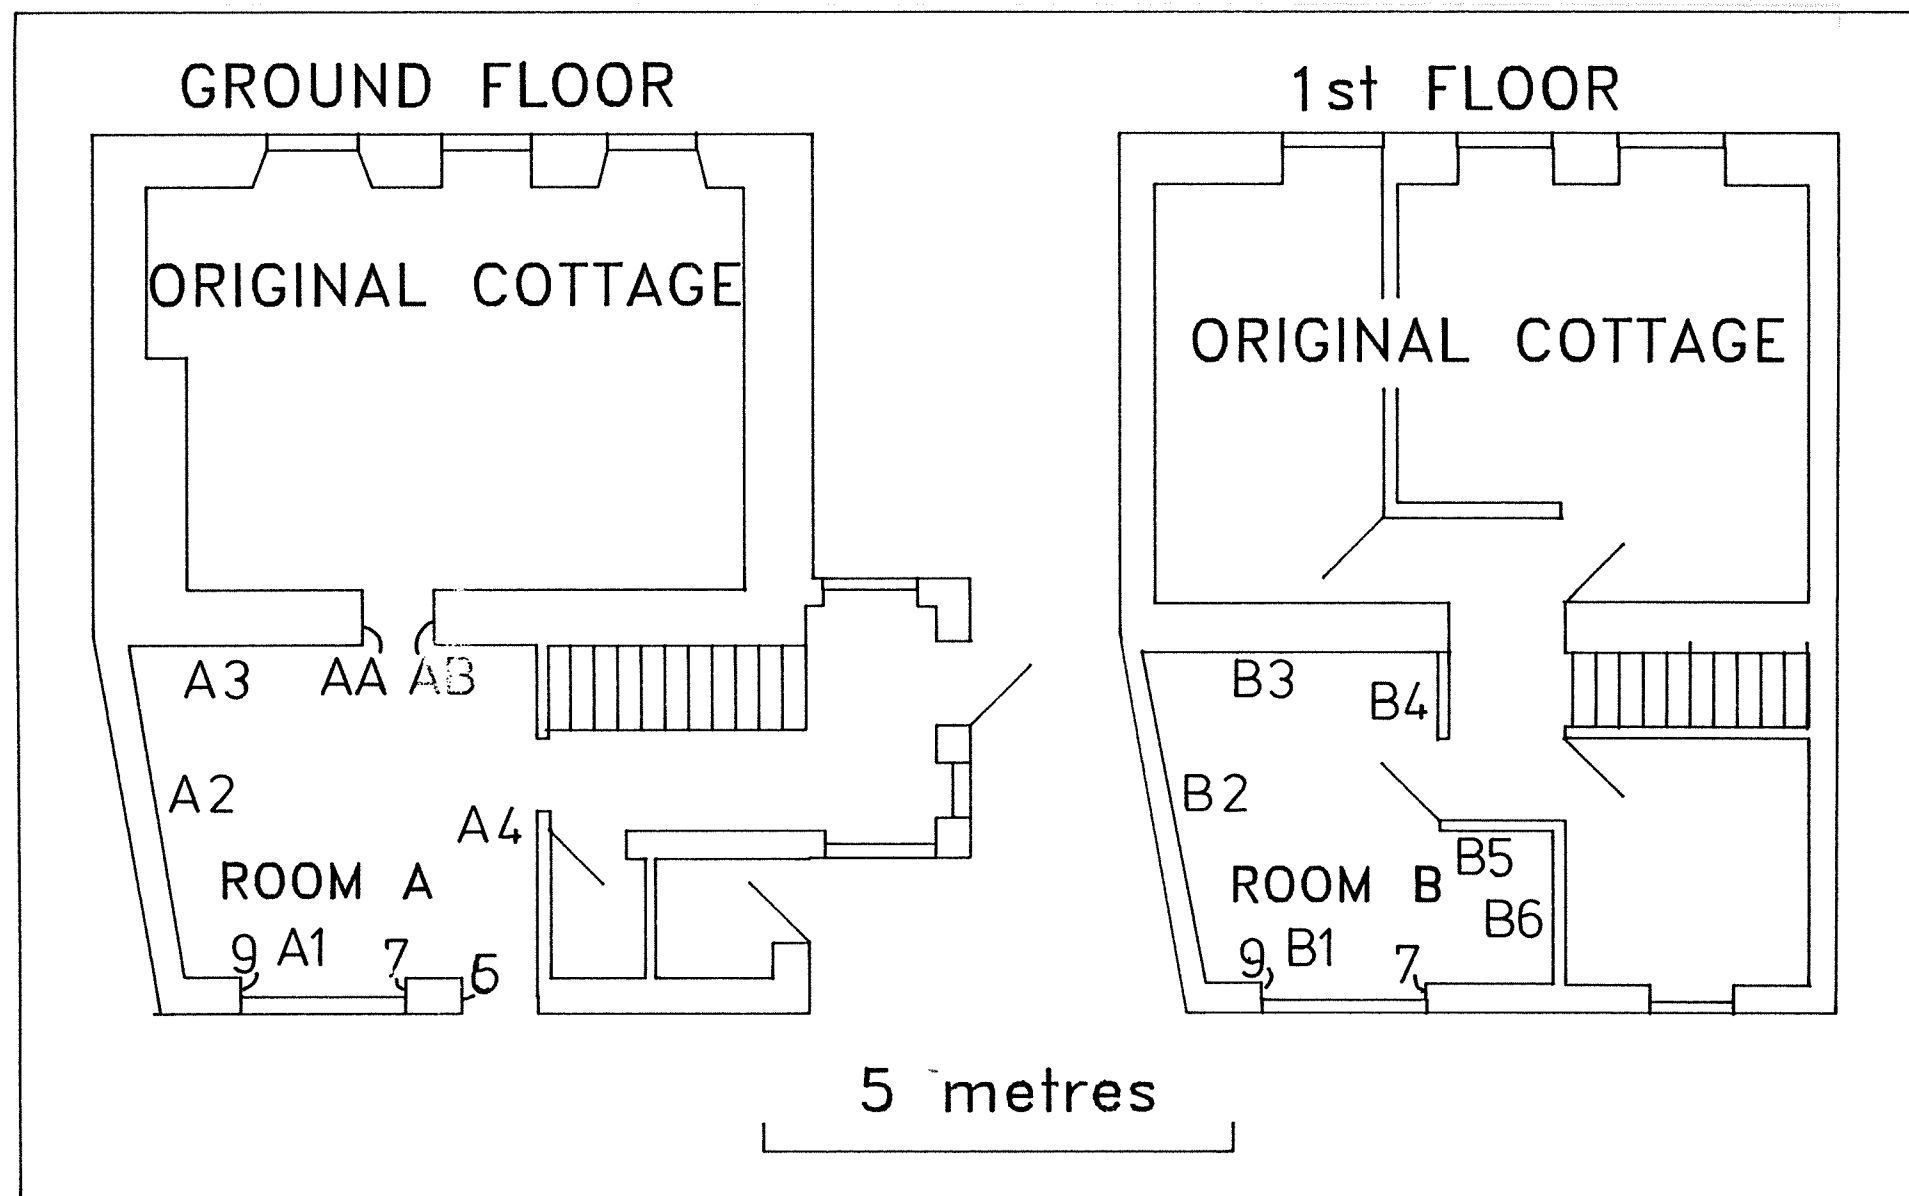 GROUND FLOOR
1st FLOOR
ORIGINAL COTTAGE
ORIGINAL COTTAGE
A3 AA AB
A2
A4
ROOM A
9 A1 7 5
B3 B4
B2
B5
ROOM B
B6
9 B1 7
5 metres